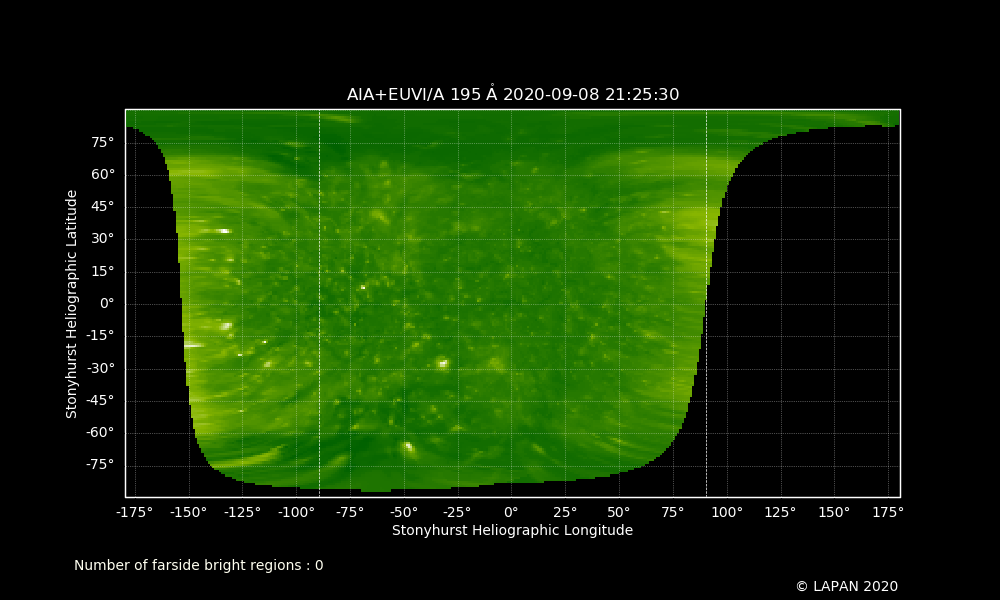 AIA+EUVI/A 195 Å 2020-09-08 21:25:30
75°
60°
45°
30°
15°
0°
-15°
-30°
-45°
-60°
-75°
Stonyhurst Heliographic Latitude
-175° -150° -125° -100° -75° -50° -25° 0° 25° 50° 75° 100° 125° 150° 175°
Stonyhurst Heliographic Longitude
Number of farside bright regions : 0
© LAPAN 2020